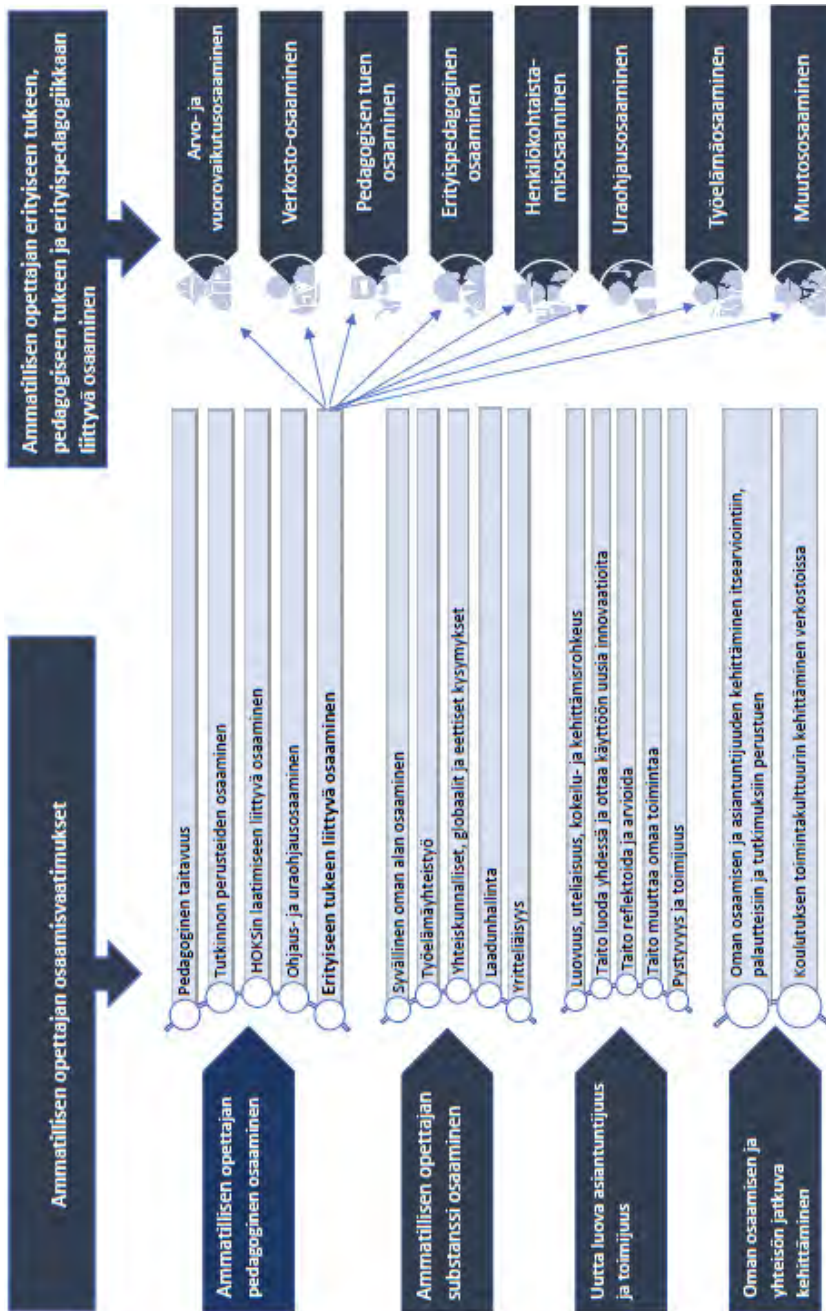 Ammatillisen opettajan osaamisvaatimukset
Ammatillisen opettajan pedagoginen osaaminen
Pedagoginen taitavuus
Tutkinnon perusteiden osaaminen
HOKSin laatimiseen liittyvä osaaminen
Ohjaus- ja uraohjausosaaminen
Erityiseen tukeen liittyvä osaaminen
Ammatillisen opettajan
substanssi osaaminen
Syvällinen oman alan osaaminen
Työelämäyhteistyö
Yhteiskunnalliset, globaalit ja eettiset kysymykset
Laadunhallinta
Yritteliäisyys
Uutta luova asiantuntijuus
ja toimijuus
Luovuus, uteliaisuus, kokeilu- ja kehittämisrohkeus
Taito luoda yhdessä ja ottaa käyttöön uusia innovaatioita
Taito reflektoida ja arvioida
Taito muuttaa omaa toimintaa
Pystyvyys ja toimijuus
Oman osaamisen ja
yhteisön jatkuva
kehittäminen
Oman osaamisen ja asiantuntijuuden kehittäminen itsearviointiin,
palautteisiin ja tutkimuksiin perustuen
Koulutuksen toimintakulttuurin kehittäminen verkostoissa
Ammatillisen opettajan erityiseen tukeen,
pedagogiseen tukeen ja erityispedagogiikkaan
liittyvä osaaminen
Arvo- ja
vuorovaikutusosaaminen
Verkosto-osaaminen
Pedagogisen tuen
osaaminen
Erityispedagoginen
osaaminen
Henkilökohtaista-
misosaaminen
Uraohjausosaaminen
Työelämäosaaminen
Muutososaaminen